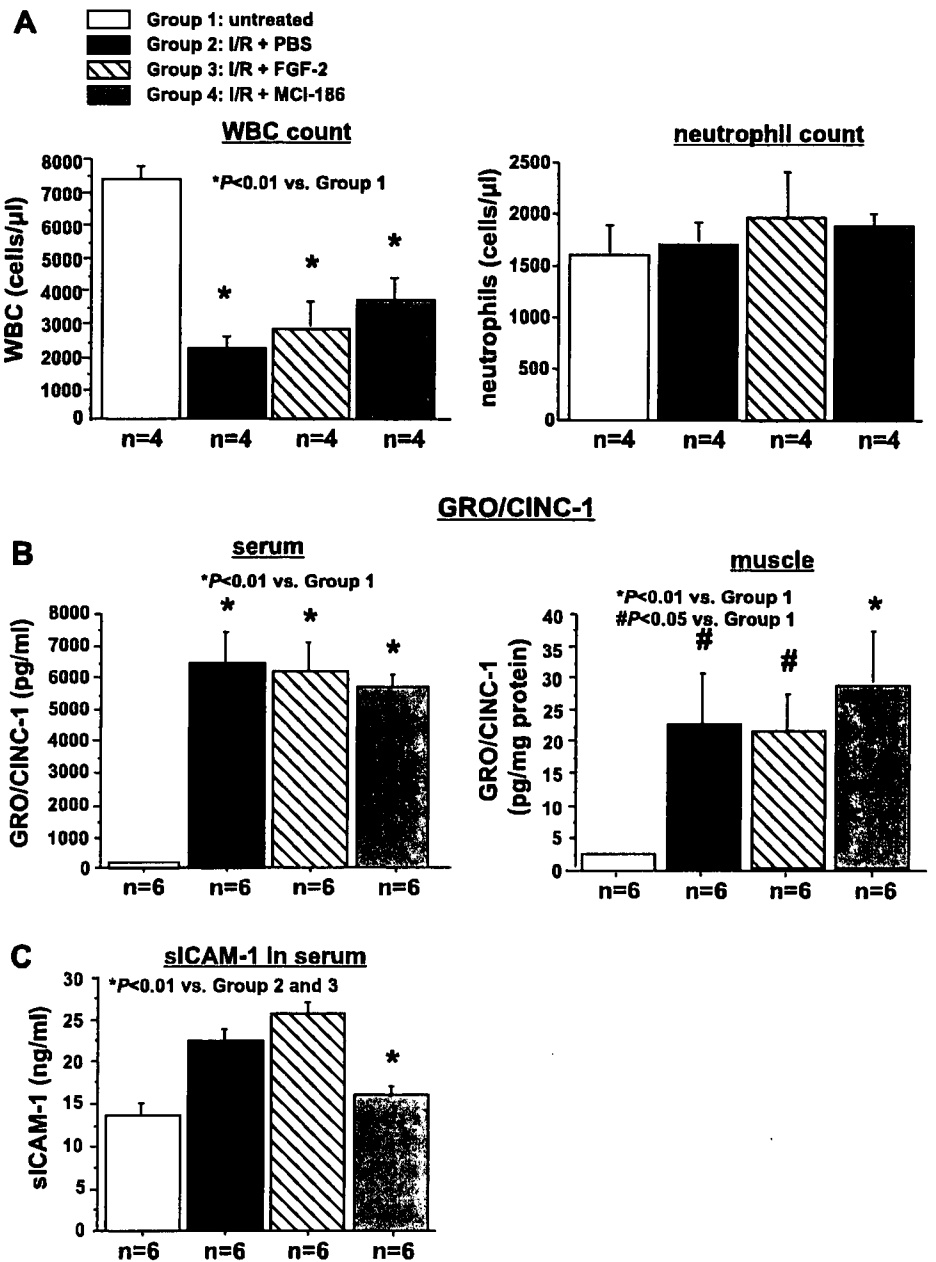 A
Group 1: untreated
Group 2: I/R + PBS
Group 3: I/R + FGF-2
Group 4: I/R + MCI-186
WBC count
*P<0.01 vs. Group 1
WBC (cells/µl)
8000
7000
6000
5000
4000
3000
2000
1000
0
*
*
*
n=4 n=4 n=4 n=4
neutrophil count
neutrophils (cells/µl)
2500
2000
1500
1000
500
0
n=4 n=4 n=4 n=4
GRO/CINC-1
B
serum
*P<0.01 vs. Group 1
GRO/CINC-1 (pg/ml)
8000
7000
6000
5000
4000
3000
2000
1000
0
*
*
*
n=6 n=6 n=6 n=6
muscle
*P<0.01 vs. Group 1
#P<0.05 vs. Group 1
GRO/CINC-1
(pg/mg protein)
40
35
30
25
20
15
10
5
0
#
#
*
n=6 n=6 n=6 n=6
C
sICAM-1 in serum
*P<0.01 vs. Group 2 and 3
sICAM-1 (ng/ml)
30
25
20
15
10
5
0
*
n=6 n=6 n=6 n=6